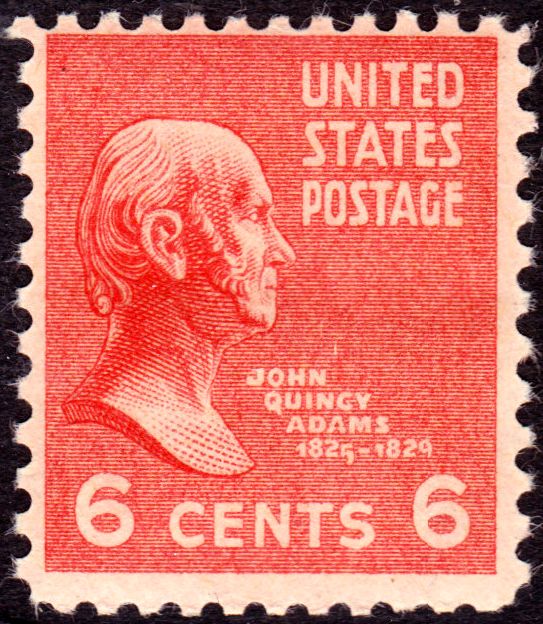 UNITED
STATES
POSTAGE
JOHN
QUINCY
ADAMS
1825-1829
6 CENTS 6